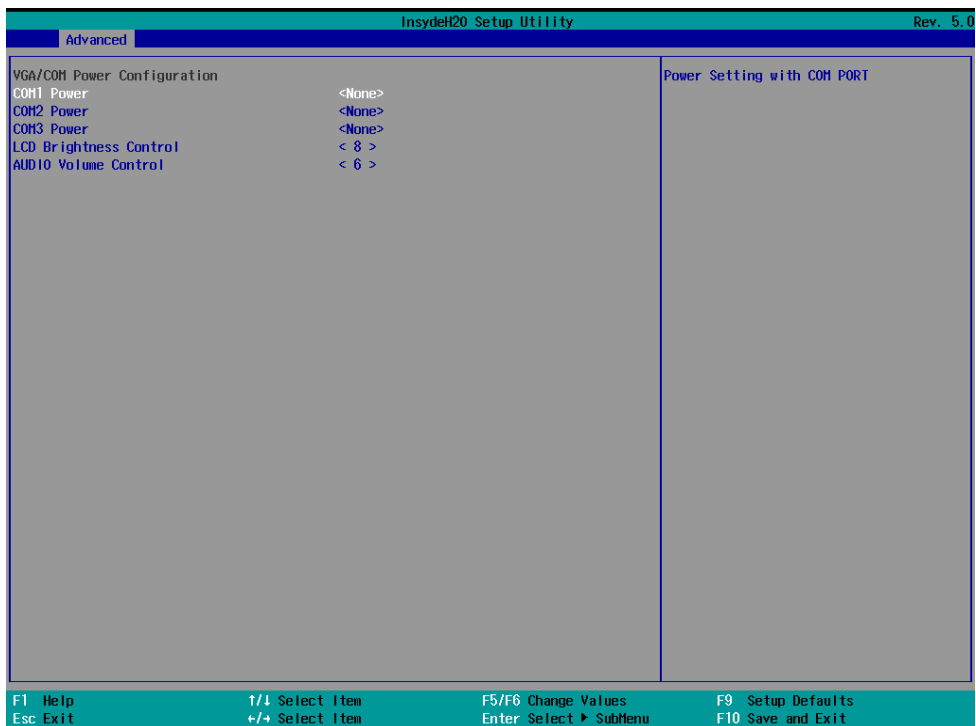 InsydeH20 Setup Utility Rev. 5.0
Advanced
VGA/COM Power Configuration
COM1 Power <None>
COM2 Power <None>
COM3 Power <None>
LCD Brightness Control < 8 >
AUDIO Volume Control < 6 >
Power Setting with COM PORT
F1 Help ↑/↓ Select Item F5/F6 Change Values F9 Setup Defaults
Esc Exit ←/→ Select Item Enter Select ▶ SubMenu F10 Save and Exit